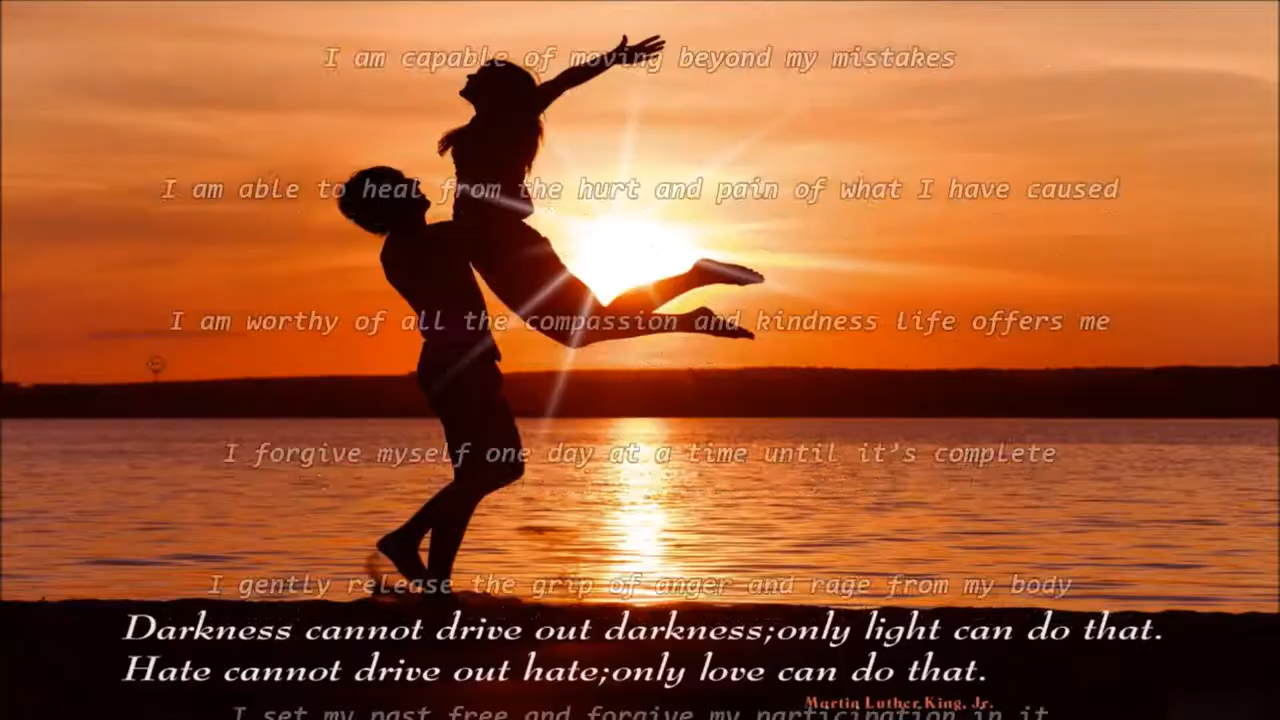 I am capable of moving beyond my mistakes
I am able to heal from the hurt and pain of what I have caused
I am worthy of all the compassion and kindness life offers me
I forgive myself one day at a time until it's complete
I gently release the grip of anger and rage from my body
Darkness cannot drive out darkness;only light can do that.
Hate cannot drive out hate;only love can do that.
Martin Luther King, Jr.
I set my past free and forgive my participation in it